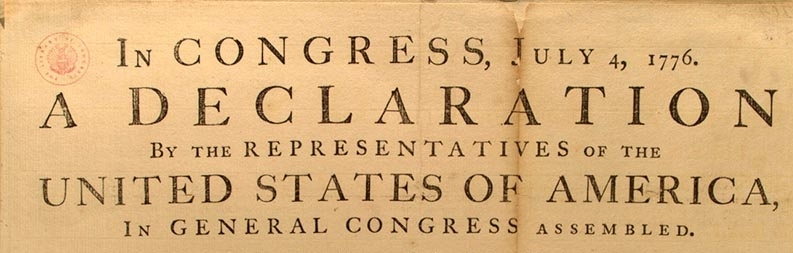 In CONGRESS, July 4, 1776.
A DECLARATION
By the REPRESENTATIVES of the
UNITED STATES OF AMERICA,
In GENERAL CONGRESS assembled.